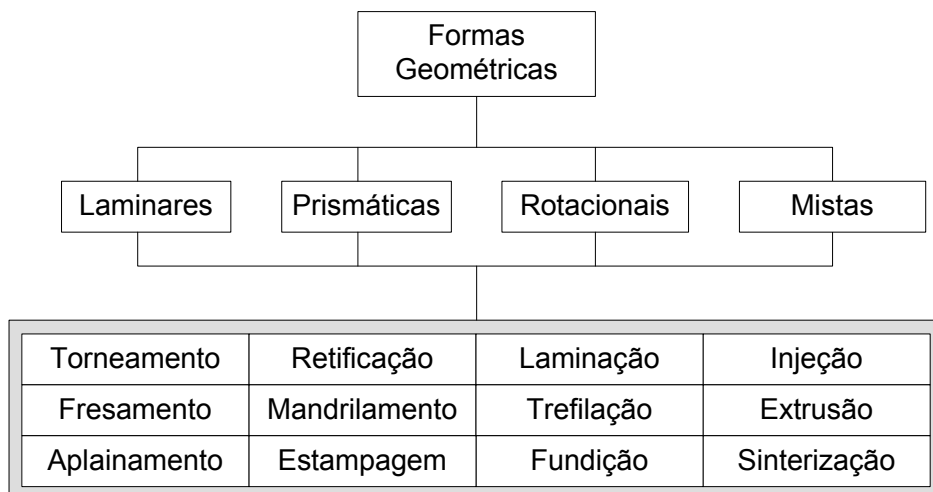 Formas
Geométricas
Laminares
Prismáticas
Rotacionais
Mistas
Torneamento
Retificação
Laminação
Injeção
Fresamento
Mandrilamento
Trefilação
Extrusão
Aplainamento
Estampagem
Fundição
Sinterização